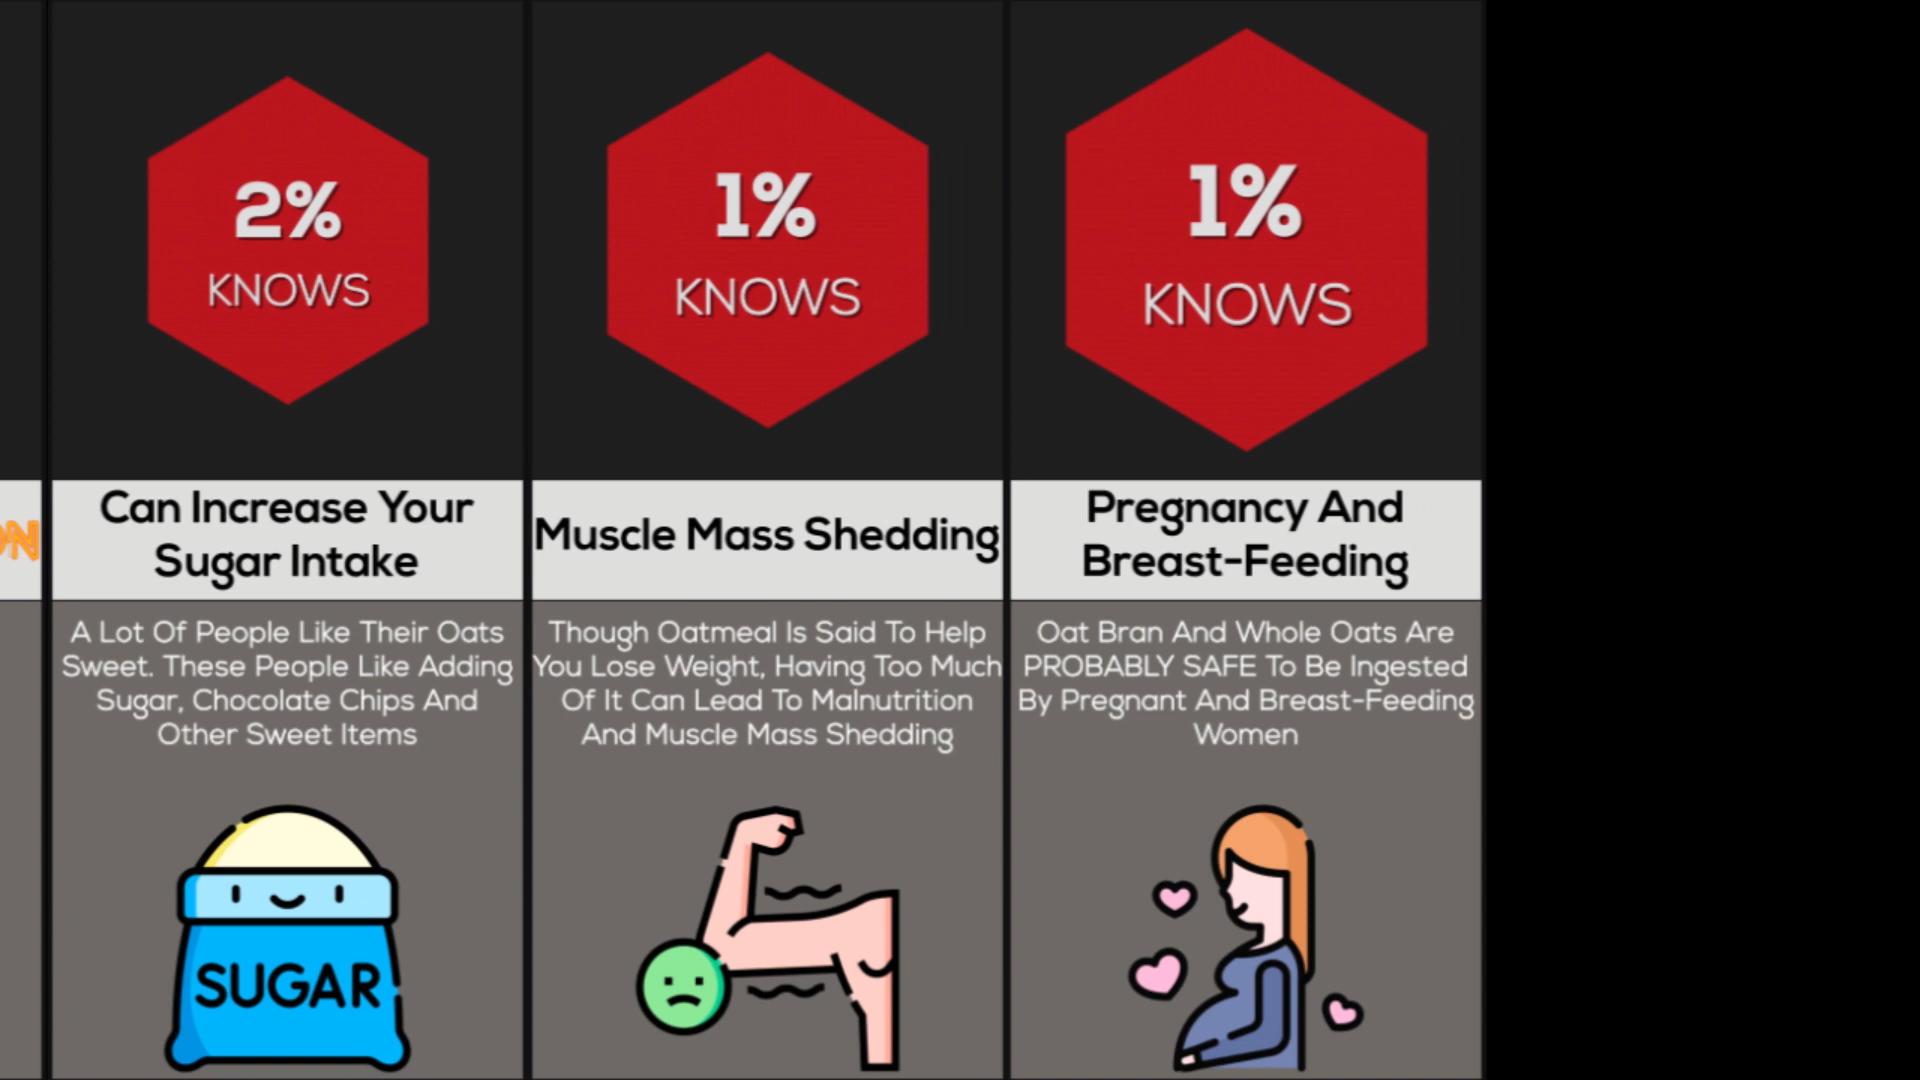 2%
KNOWS
1%
KNOWS
1%
KNOWS
Can Increase Your
Sugar Intake
Muscle Mass Shedding
Pregnancy And
Breast-Feeding
A Lot Of People Like Their Oats
Sweet. These People Like Adding
Sugar, Chocolate Chips And
Other Sweet Items
Though Oatmeal Is Said To Help
You Lose Weight, Having Too Much
Of It Can Lead To Malnutrition
And Muscle Mass Shedding
Oat Bran And Whole Oats Are
PROBABLY SAFE To Be Ingested
By Pregnant And Breast-Feeding
Women
SUGAR